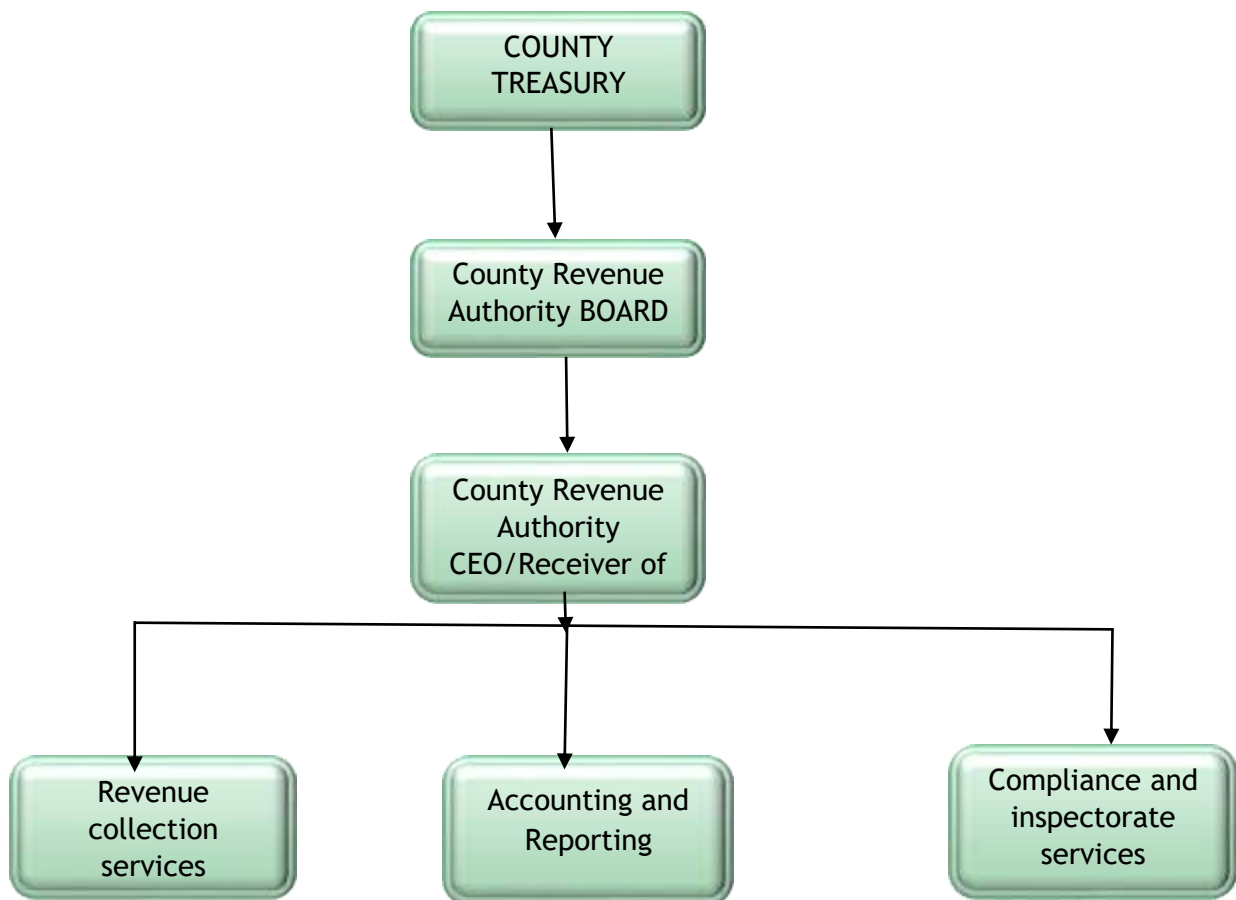 COUNTY
TREASURY
County Revenue
Authority BOARD
County Revenue
Authority
CEO/Receiver of
Revenue
collection
services
Accounting and
Reporting
Compliance and
inspectorate
services